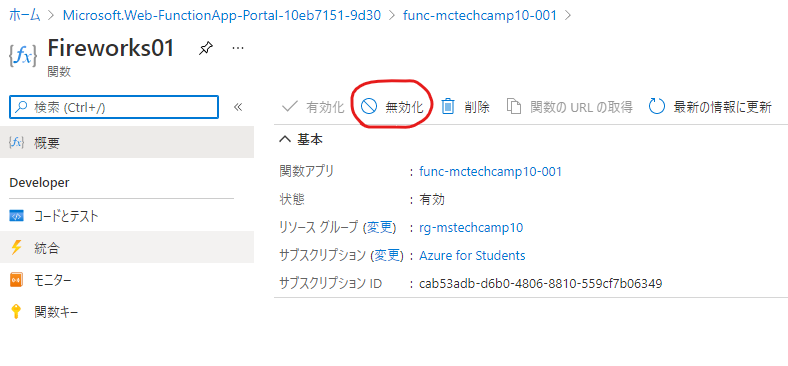 ホーム > Microsoft.Web-FunctionApp-Portal-10eb7151-9d30 > func-mctechcamp10-001 >
{fx} Fireworks01 ...
関数
検索 (Ctrl+/) «
有効化 無効化 削除 関数の URL の取得 最新の情報に更新
{fx} 概要
基本
Developer
コードとテスト
統合
モニター
関数キー
関数アプリ : func-mctechcamp10-001
状態 : 有効
リソース グループ (変更) : rg-mstechcamp10
サブスクリプション (変更) : Azure for Students
サブスクリプション ID : cab53adb-d6b0-4806-8810-559cf7b06349